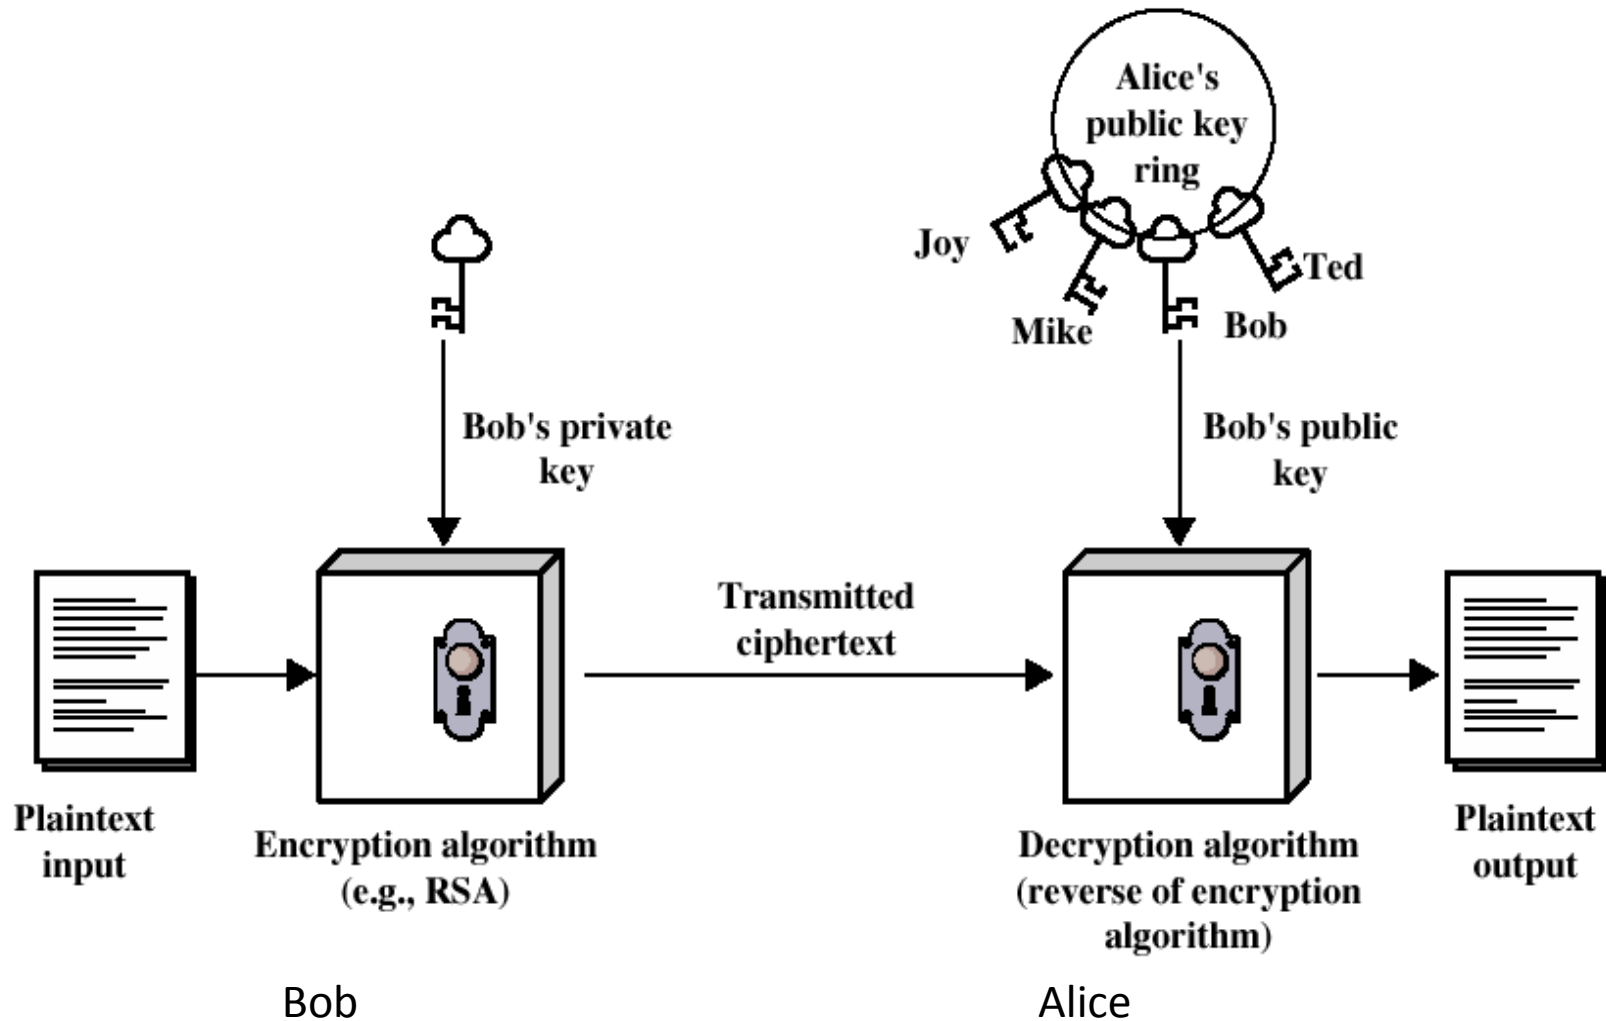 Alice's
public key
ring
Joy
Ted
Mike
Bob
Bob's private
key
Bob's public
key
Transmitted
ciphertext
Plaintext
input
Encryption algorithm
(e.g., RSA)
Decryption algorithm
(reverse of encryption
algorithm)
Plaintext
output
Bob
Alice